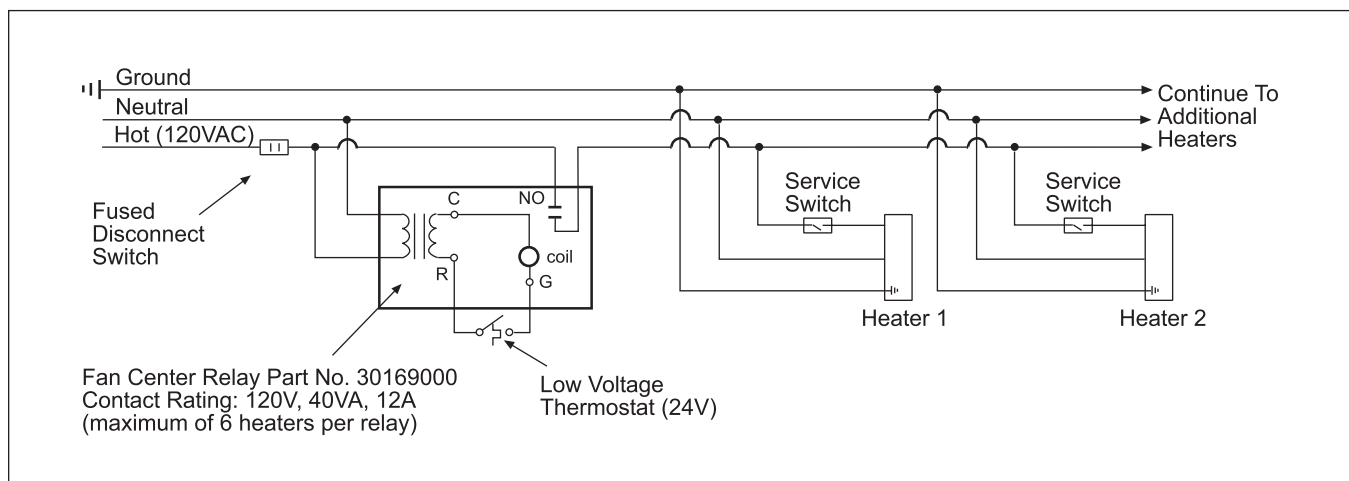 Ground
Neutral
Hot (120VAC)
Continue To
Additional
Heaters
Fused
Disconnect
Switch
C
NO
R
coil
G
Service
Switch
Service
Switch
Heater 1
Heater 2
Fan Center Relay Part No. 30169000
Contact Rating: 120V, 40VA, 12A
(maximum of 6 heaters per relay)
Low Voltage
Thermostat (24V)